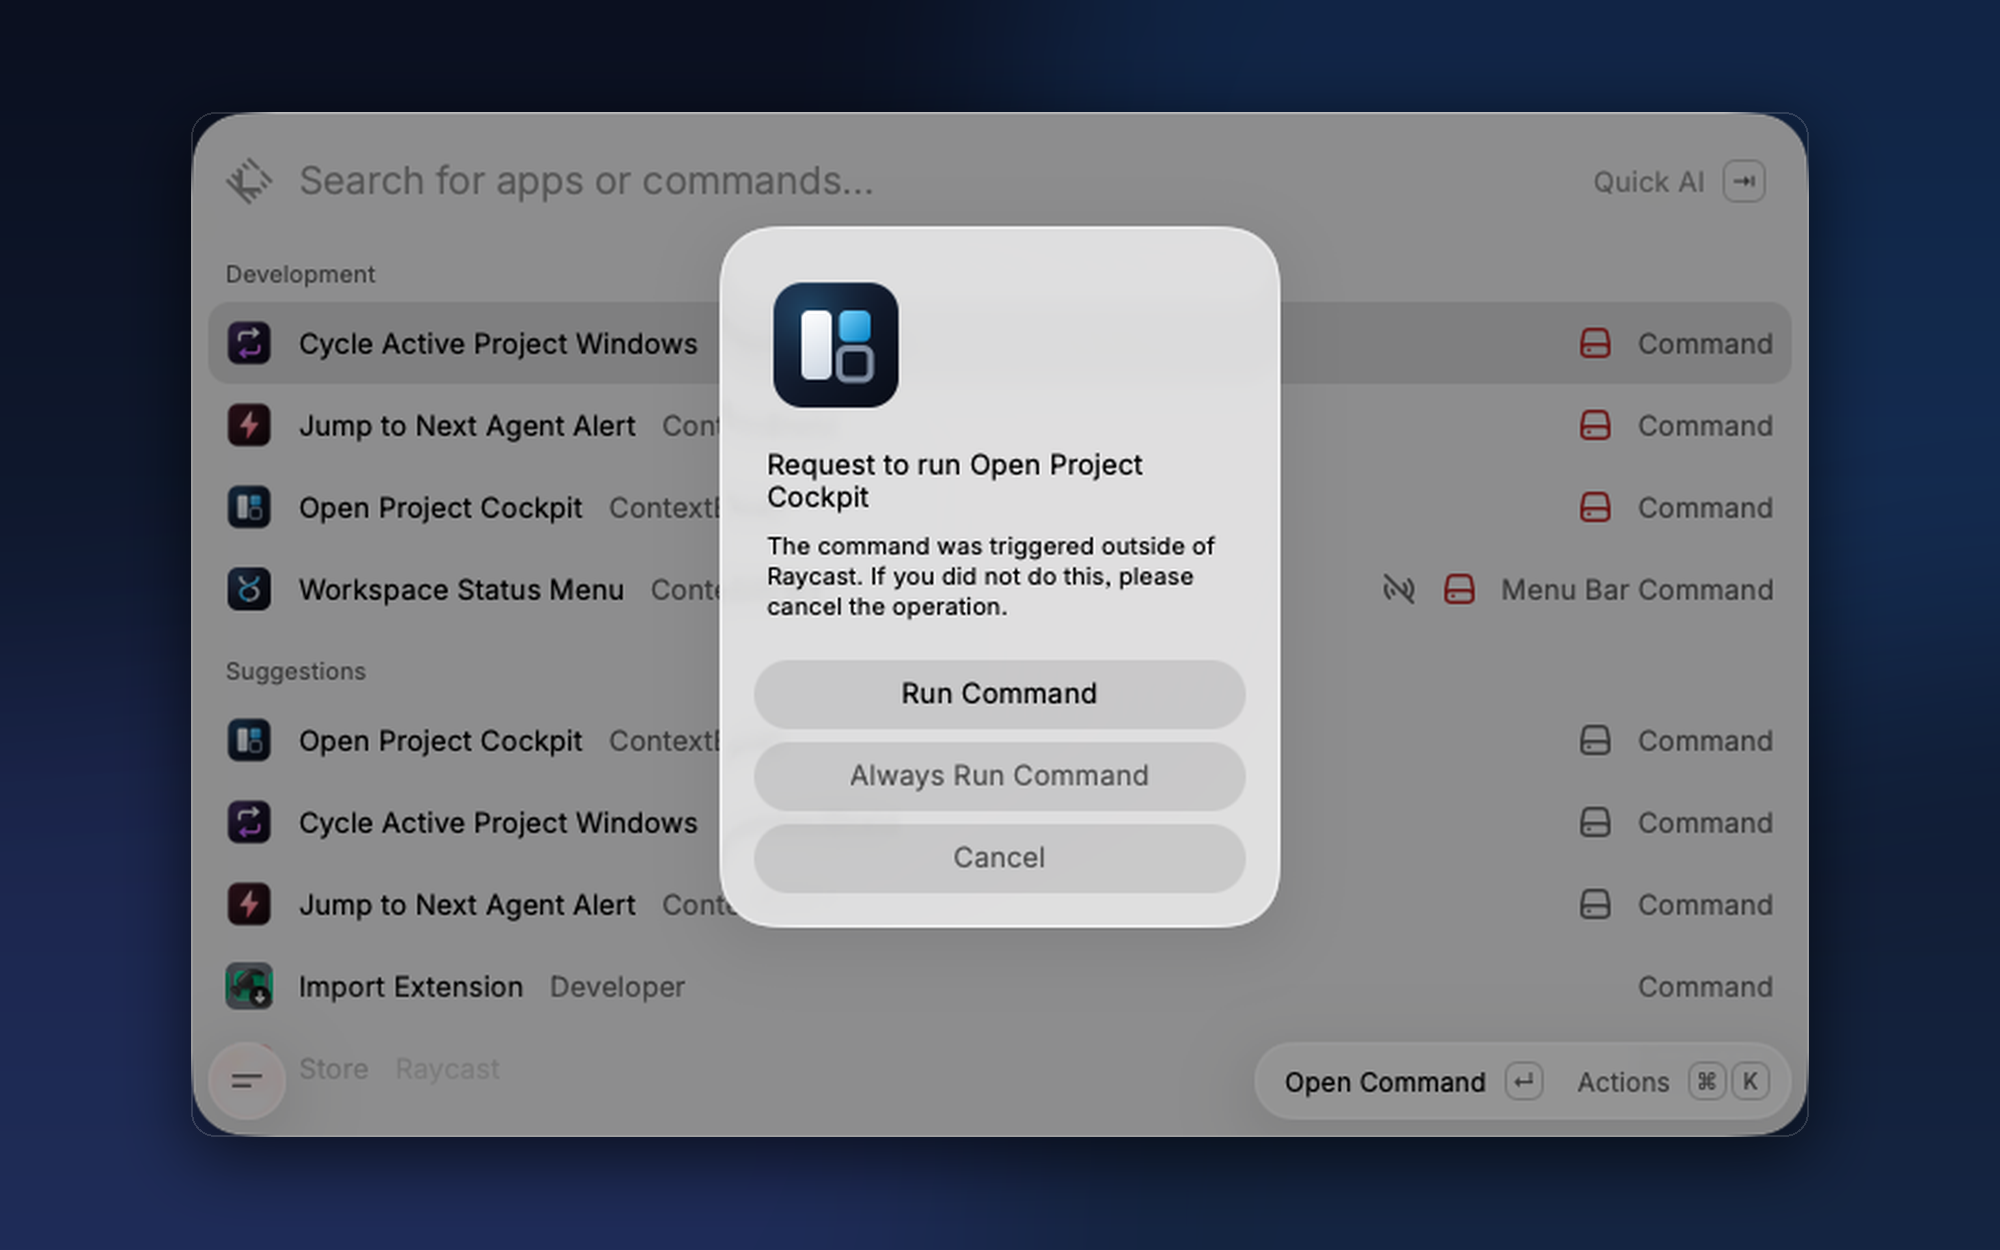 Search for apps or commands...
Quick AI
Development
Cycle Active Project Windows
Command
Jump to Next Agent Alert
Command
Open Project Cockpit
Command
Workspace Status Menu
Menu Bar Command
Suggestions
Open Project Cockpit
Command
Cycle Active Project Windows
Command
Jump to Next Agent Alert
Command
Import Extension Developer
Command
Store Raycast
Open Command
Actions ⌘ K
Request to run Open Project
Cockpit
The command was triggered outside of
Raycast. If you did not do this, please
cancel the operation.
Run Command
Always Run Command
Cancel